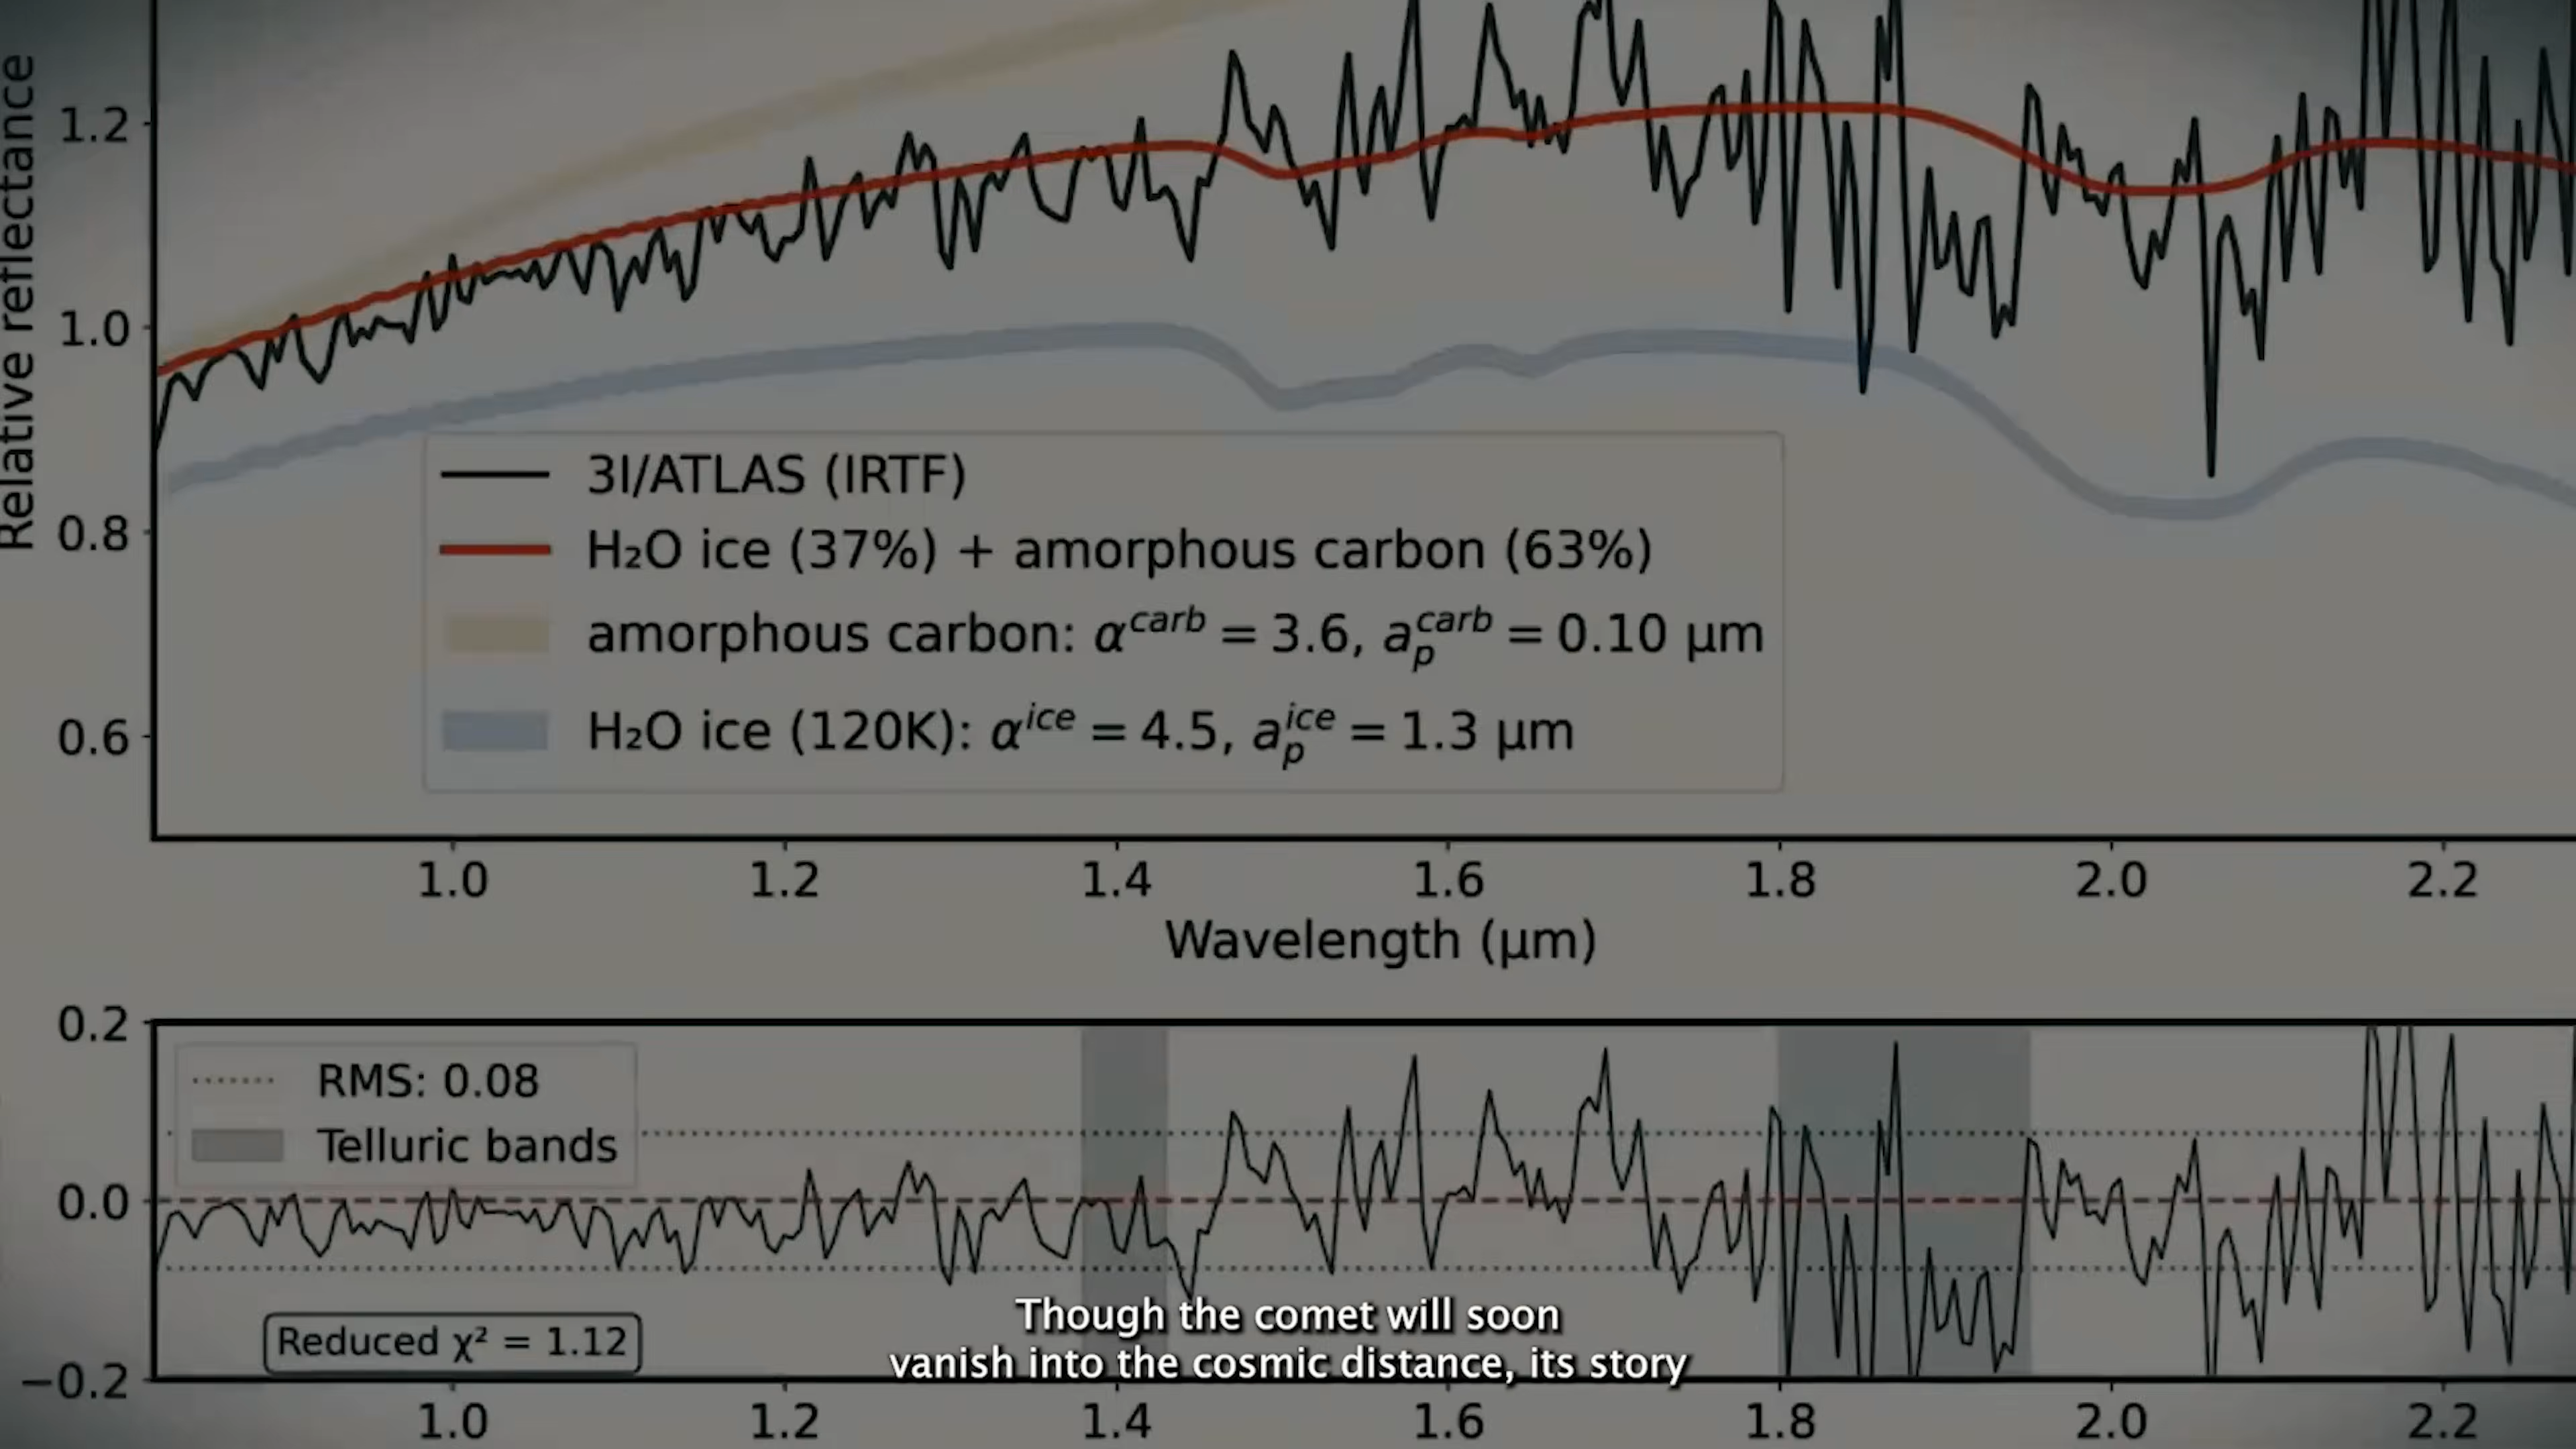 Relative reflectance
1.2
1.0
0.8
0.6
3I/ATLAS (IRTF)
H₂O ice (37%) + amorphous carbon (63%)
amorphous carbon: α^carb = 3.6, a_p^carb = 0.10 μm
H₂O ice (120K): α^ice = 4.5, a_p^ice = 1.3 μm
1.0 1.2 1.4 1.6 1.8 2.0 2.2
Wavelength (μm)
0.2
0.0
−0.2
RMS: 0.08
Telluric bands
Reduced χ² = 1.12
Though the comet will soon
vanish into the cosmic distance, its story
1.0 1.2 1.4 1.6 1.8 2.0 2.2